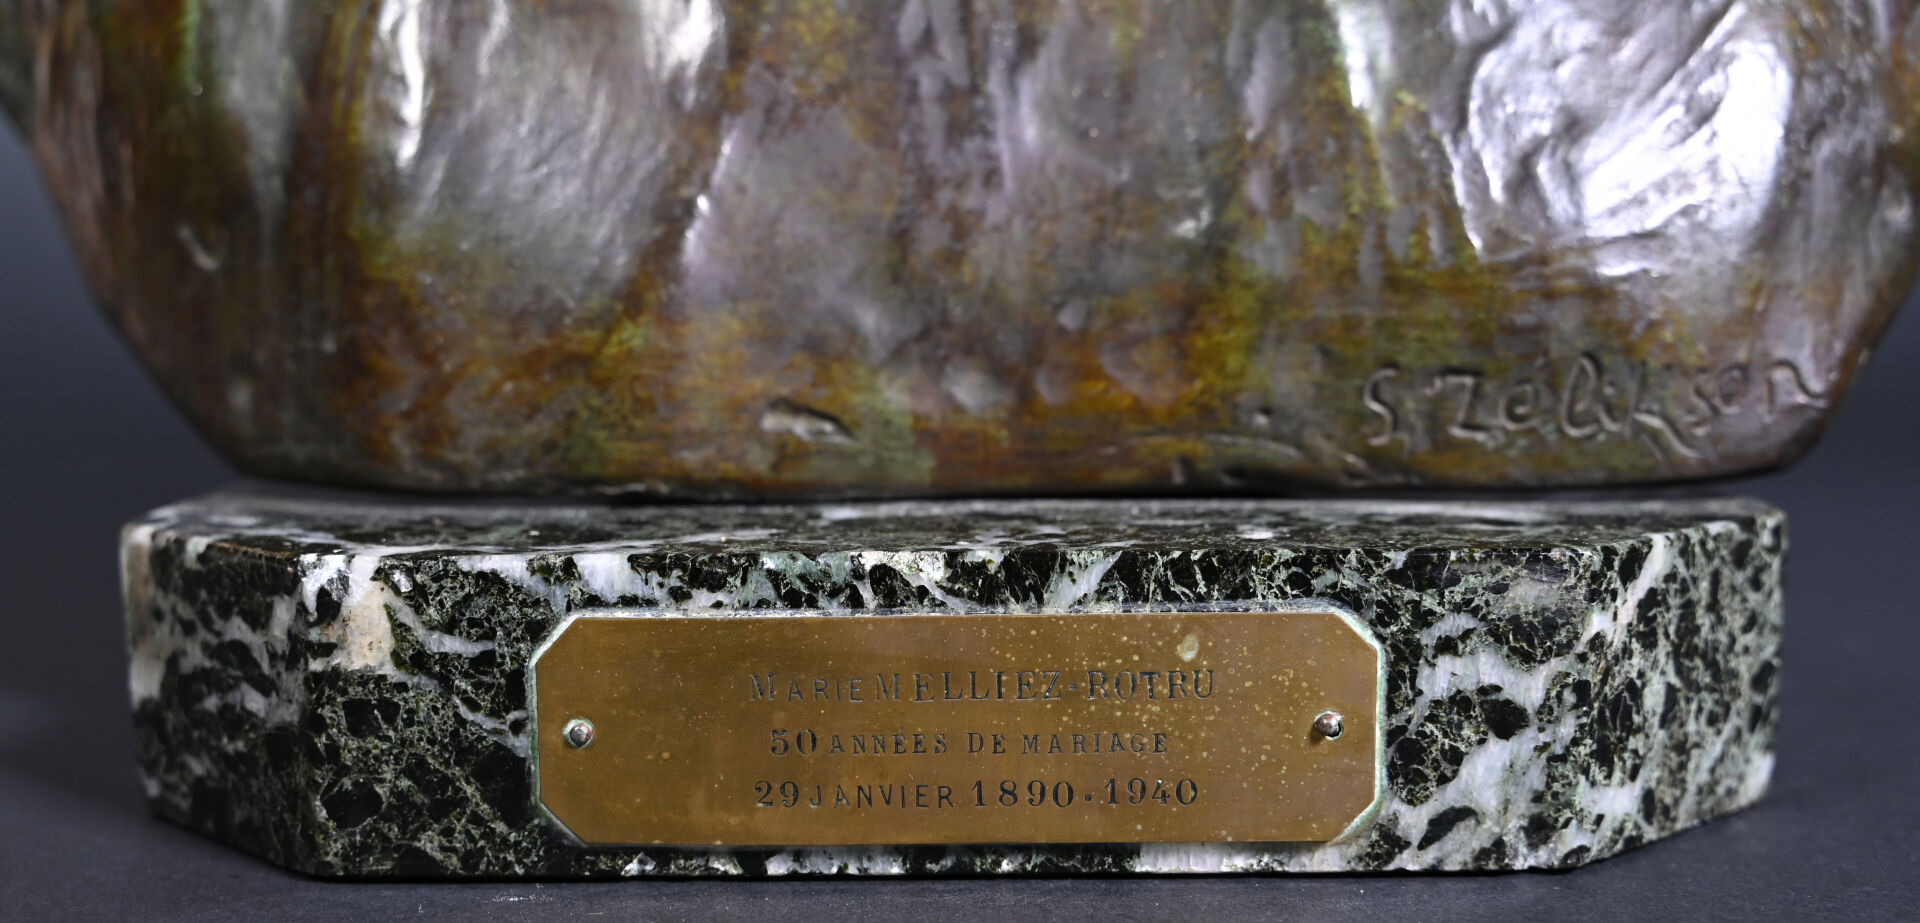 S. Zélikson
MARIE MELLIEZ-ROTRU
50 ANNÉES DE MARIAGE
29 JANVIER 1890.1940